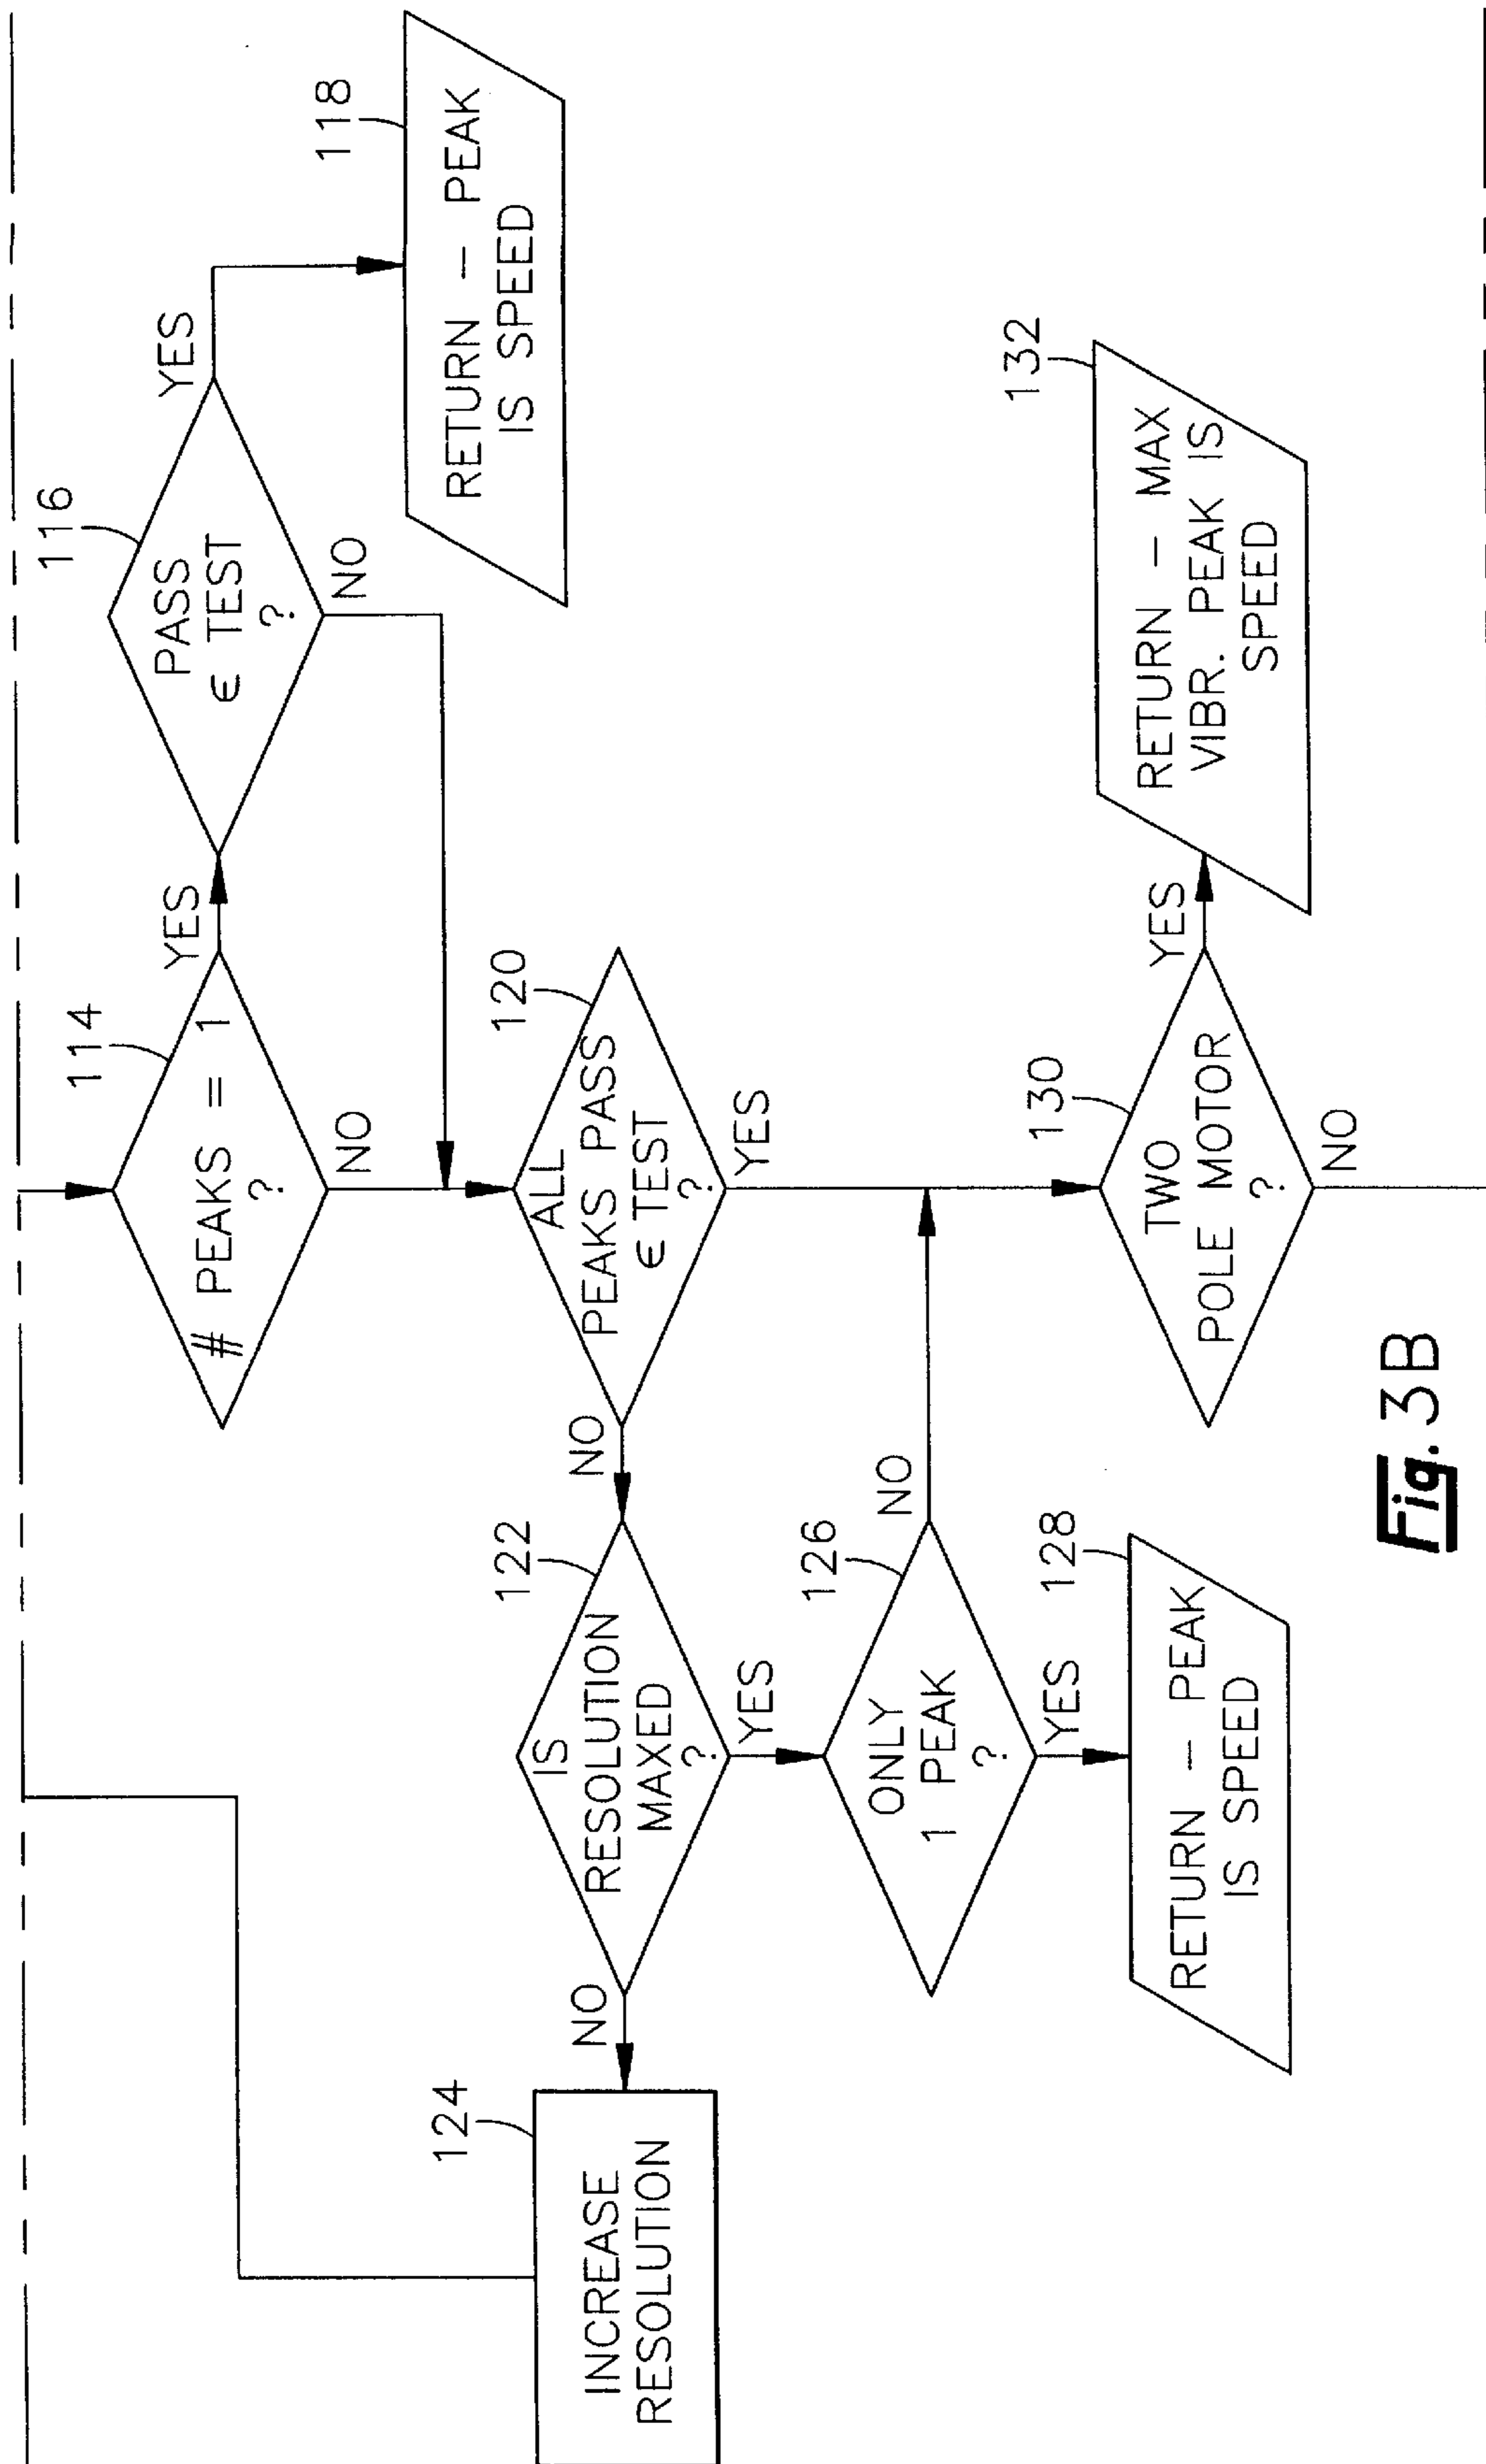 114
# PEAKS = 1
?
YES
NO
116
PASS
ϵ TEST
?
YES
NO
118
RETURN – PEAK
IS SPEED
120
ALL
PEAKS PASS
ϵ TEST
?
NO
YES
122
IS
RESOLUTION
MAXED
?
NO
YES
124
INCREASE
RESOLUTION
126
ONLY
1 PEAK
?
NO
YES
128
RETURN – PEAK
IS SPEED
130
TWO
POLE MOTOR
?
YES
NO
132
RETURN – MAX
VIBR. PEAK IS
SPEED
Fig. 3B